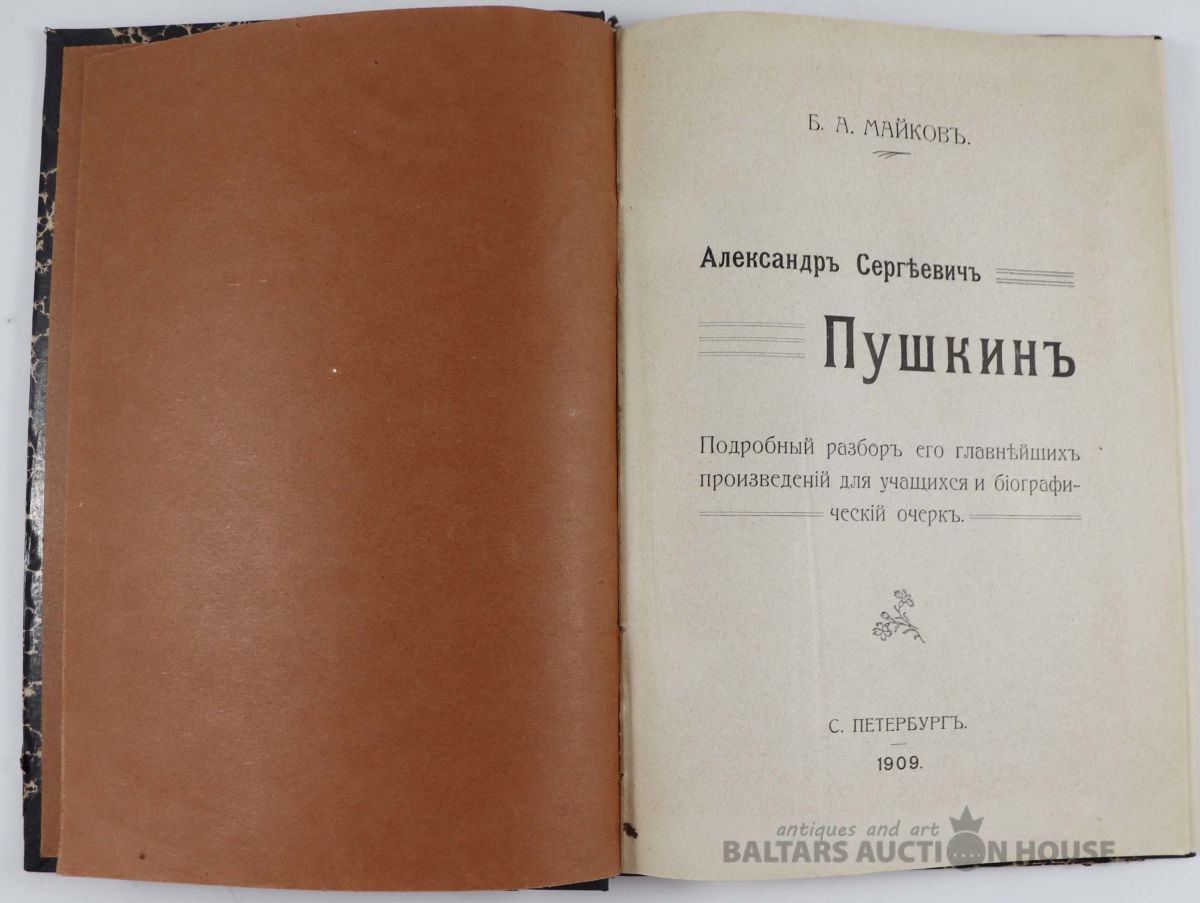 Б. А. МАЙКОВЪ.
Александръ Сергѣевичъ
Пушкинъ
Подробный разборъ его главнѣйшихъ
произведеній для учащихся и біографи-
ческій очеркъ.
С. ПЕТЕРБУРГЪ.
1909.
antiques and art
BALTARS AUCTION HOUSE